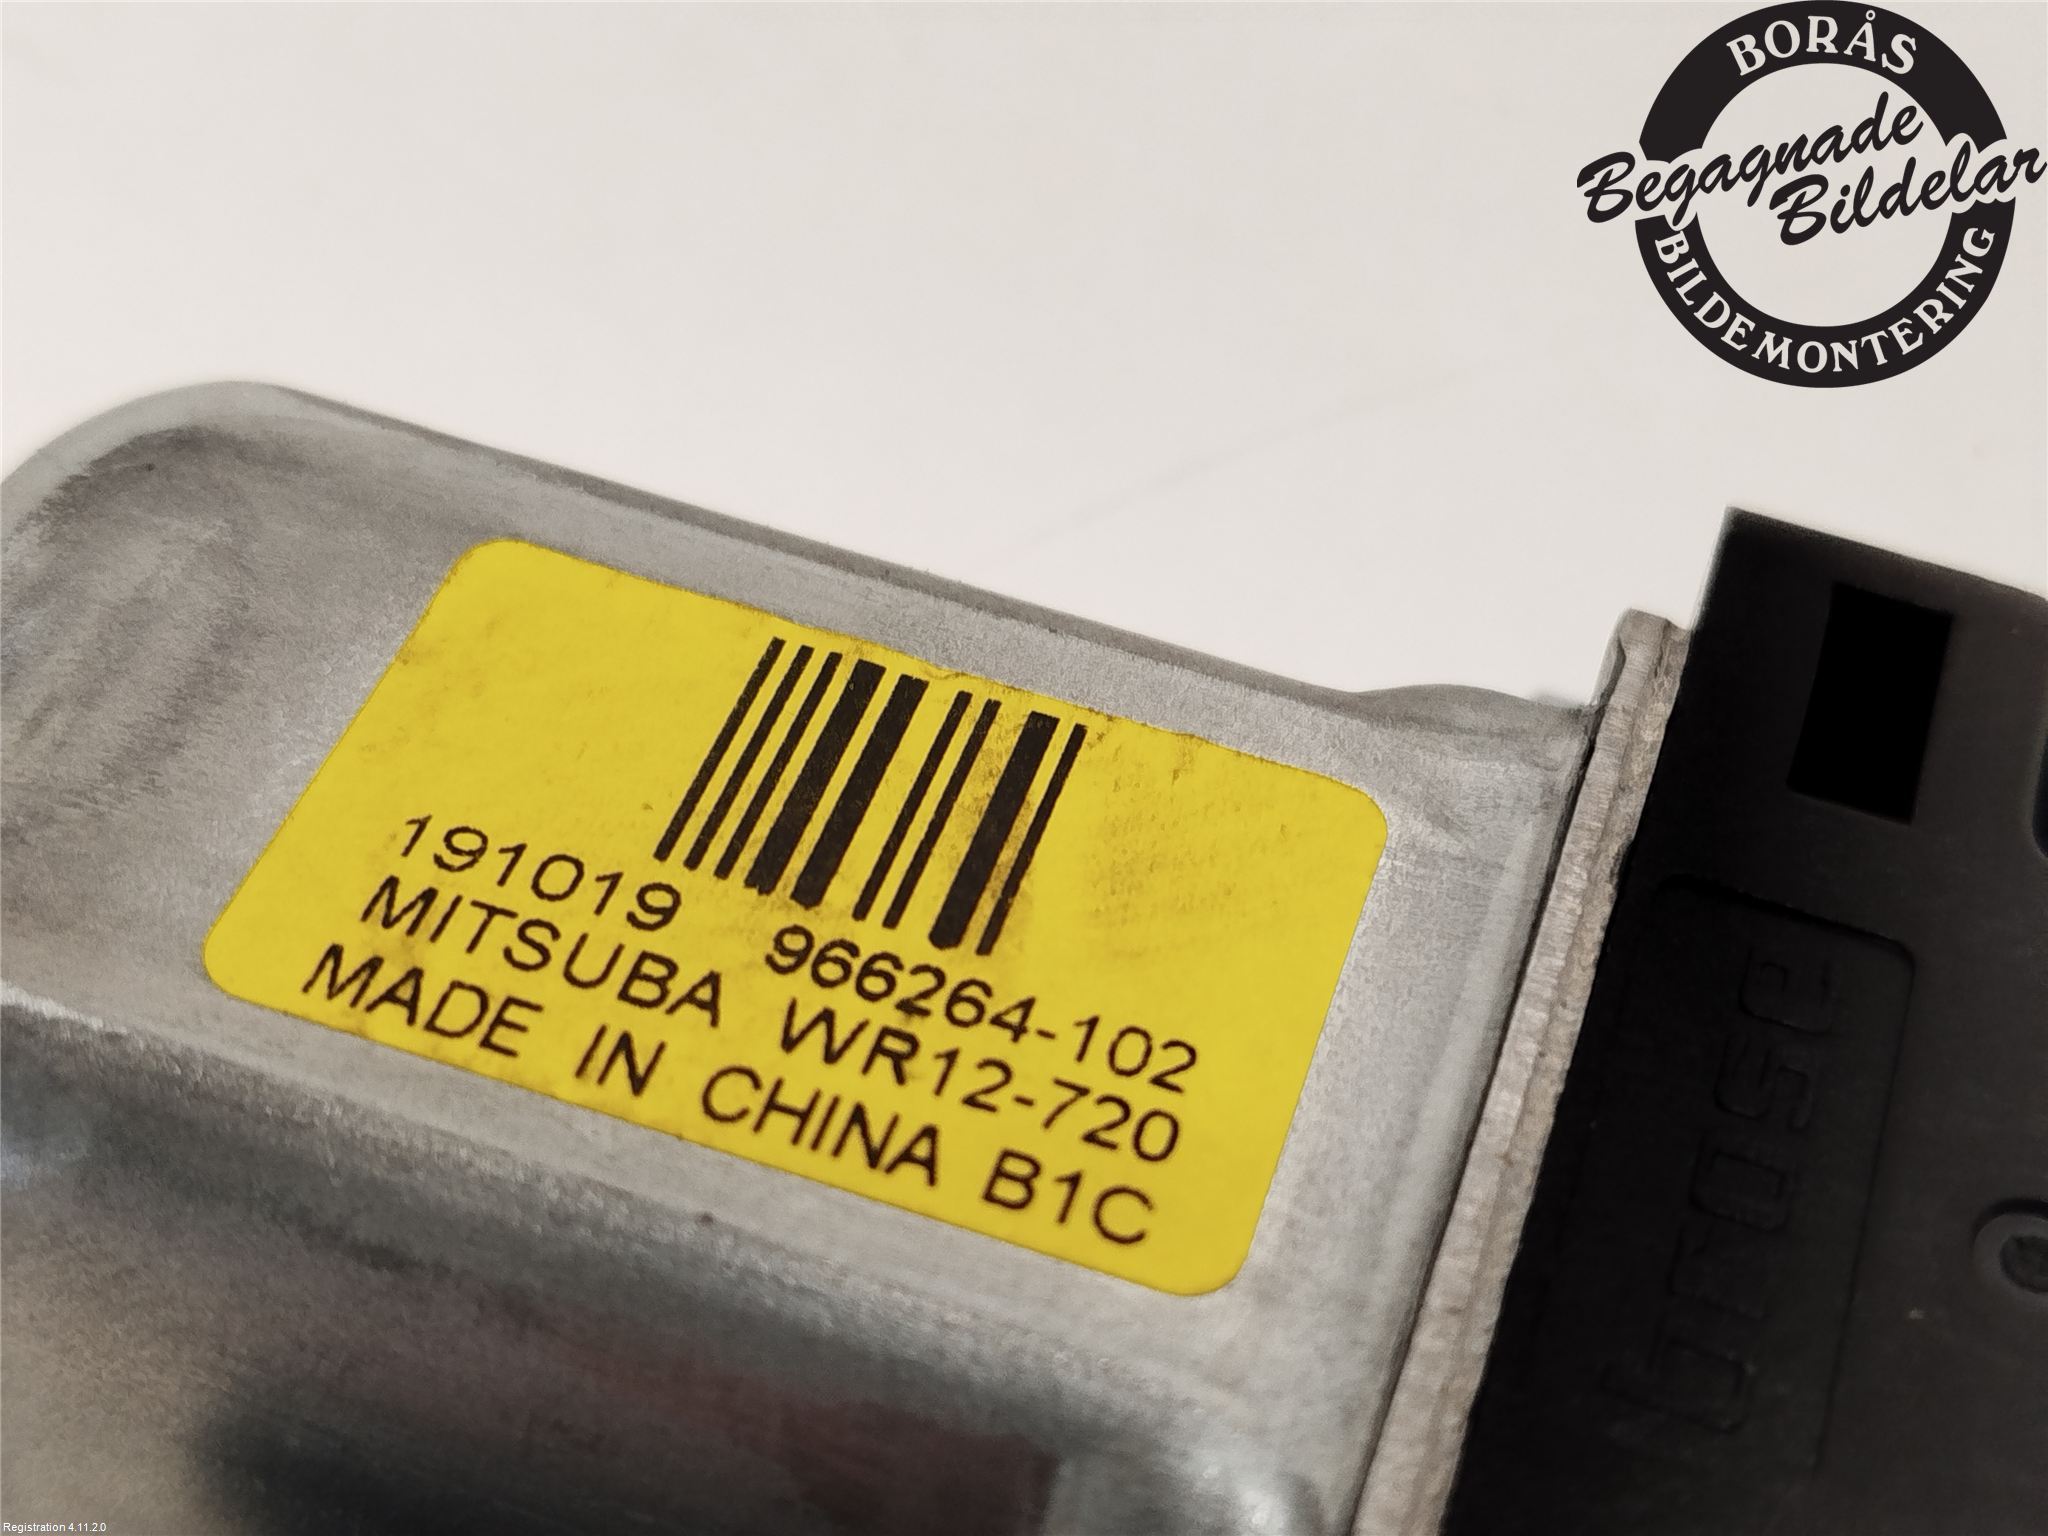 BORÅS
Begagnade
Bildelar
BILDEMONTERING
191019 966264-102
MITSUBA WR12-720
MADE IN CHINA B1C
brose
Registration 4.11.2.0